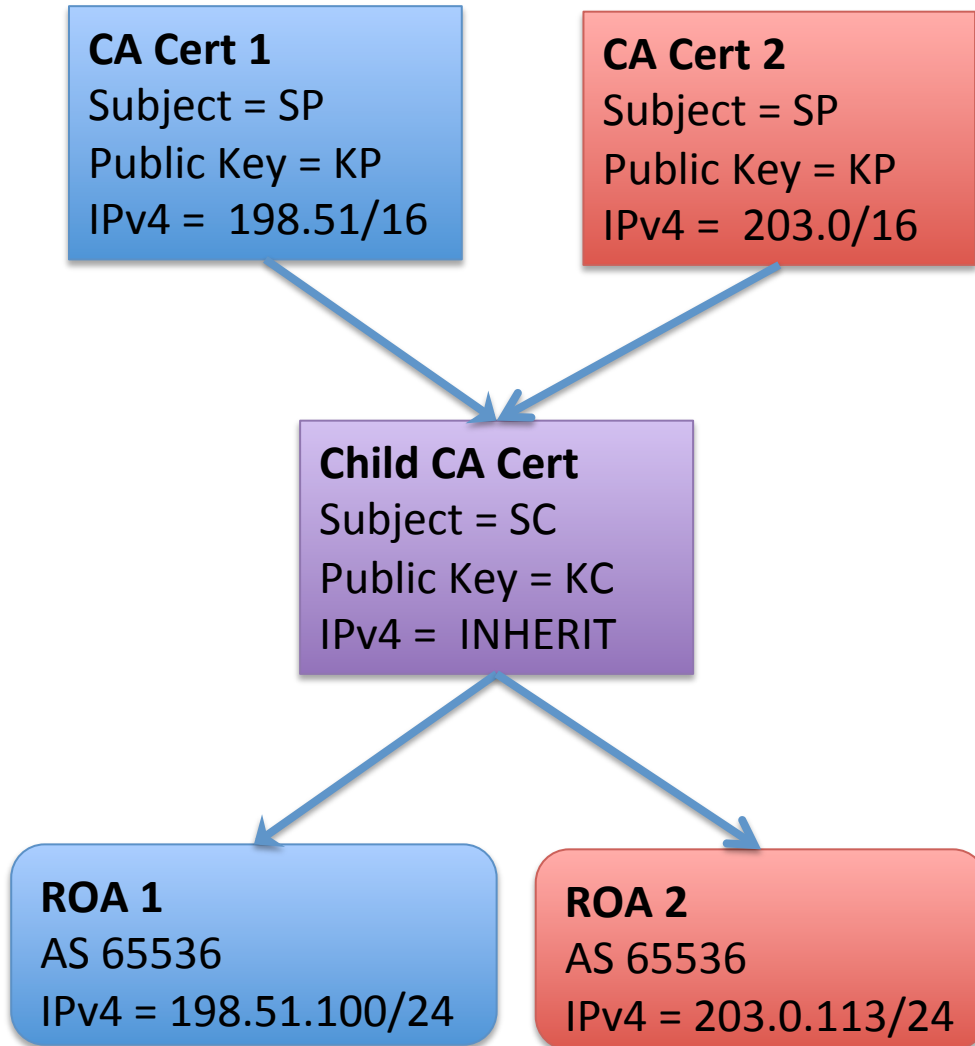 CA Cert 1
Subject = SP
Public Key = KP
IPv4 = 198.51/16
CA Cert 2
Subject = SP
Public Key = KP
IPv4 = 203.0/16
Child CA Cert
Subject = SC
Public Key = KC
IPv4 = INHERIT
ROA 1
AS 65536
IPv4 = 198.51.100/24
ROA 2
AS 65536
IPv4 = 203.0.113/24